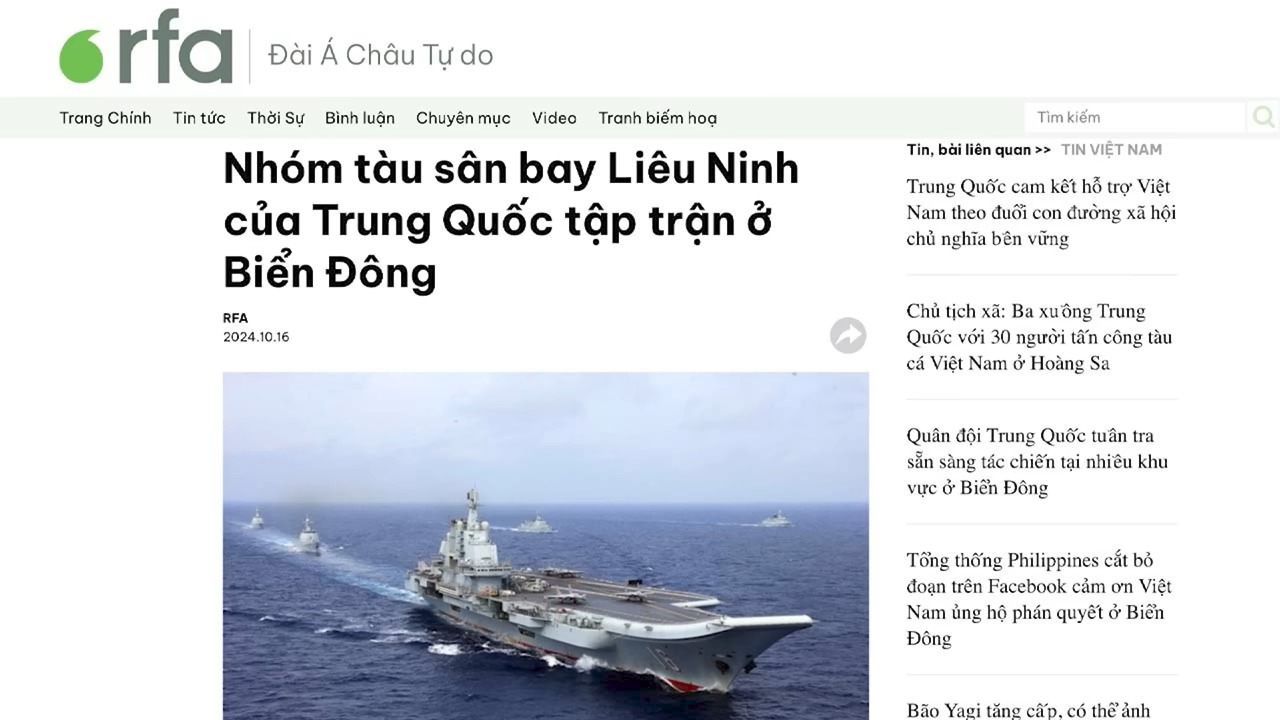 rfa
Đài Á Châu Tự do
Trang Chính Tin tức Thời Sự Bình luận Chuyên mục Video Tranh biếm hoạ
Tìm kiếm
Nhóm tàu sân bay Liêu Ninh
của Trung Quốc tập trận ở
Biển Đông
RFA
2024.10.16
16
Tin, bài liên quan >> TIN VIỆT NAM
Trung Quốc cam kết hỗ trợ Việt
Nam theo đuổi con đường xã hội
chủ nghĩa bền vững
Chủ tịch xã: Ba xuồng Trung
Quốc với 30 người tấn công tàu
cá Việt Nam ở Hoàng Sa
Quân đội Trung Quốc tuần tra
sẵn sàng tác chiến tại nhiều khu
vực ở Biển Đông
Tổng thống Philippines cắt bỏ
đoạn trên Facebook cảm ơn Việt
Nam ủng hộ phán quyết ở Biển
Đông
Bão Yagi tăng cấp, có thể ảnh